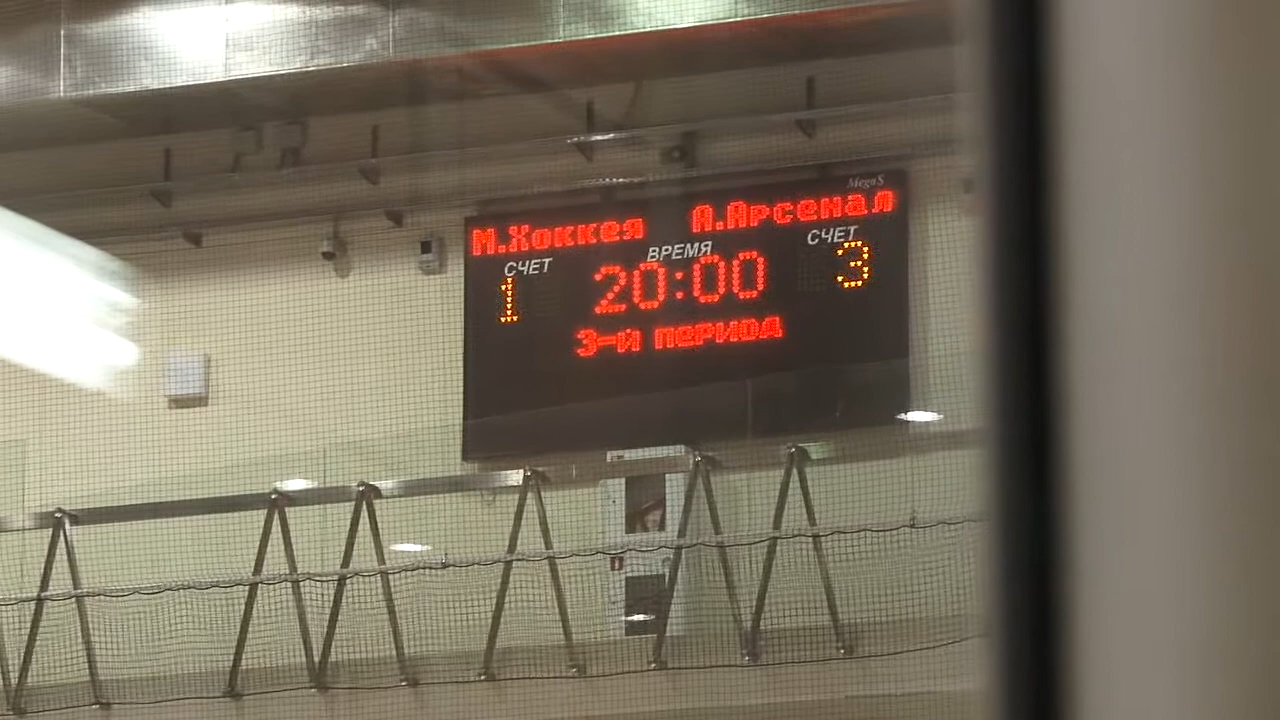 MegaS
М.Хоккея А.Арсенал
СЧЕТ ВРЕМЯ СЧЕТ
1 20:00 3
3-й период